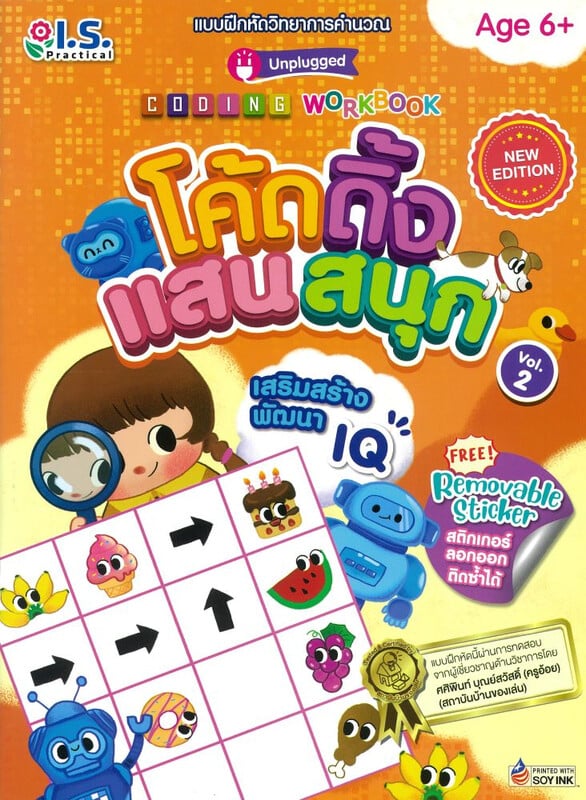 I.S.
Practical
แบบฝึกหัดวิทยาการคำนวณ
Age 6+
Unplugged
CODING WORKBOOK
NEW
EDITION
โค้ดดิ้ง
แสนสนุก
Vol.
2
เสริมสร้าง
พัฒนา
IQ
FREE!
Removable
Sticker
สติกเกอร์
ลอกออก
ติดซ้ำได้
แบบฝึกหัดนี้ผ่านการทดสอบ
จากผู้เชี่ยวชาญด้านวิชาการโดย
ศศิพินท์ บุณย์สวัสดิ์ (ครูอ้อย)
(สถาบันบ้านของเล่น)
PRINTED WITH
SOY INK